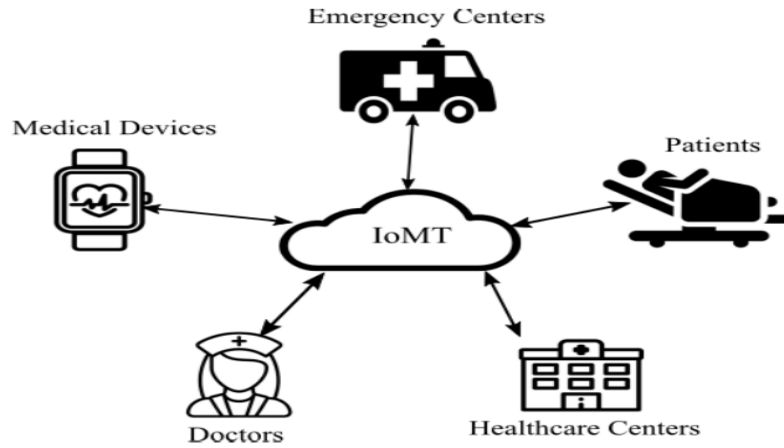 Emergency Centers
Medical Devices
Patients
IoMT
Doctors
Healthcare Centers